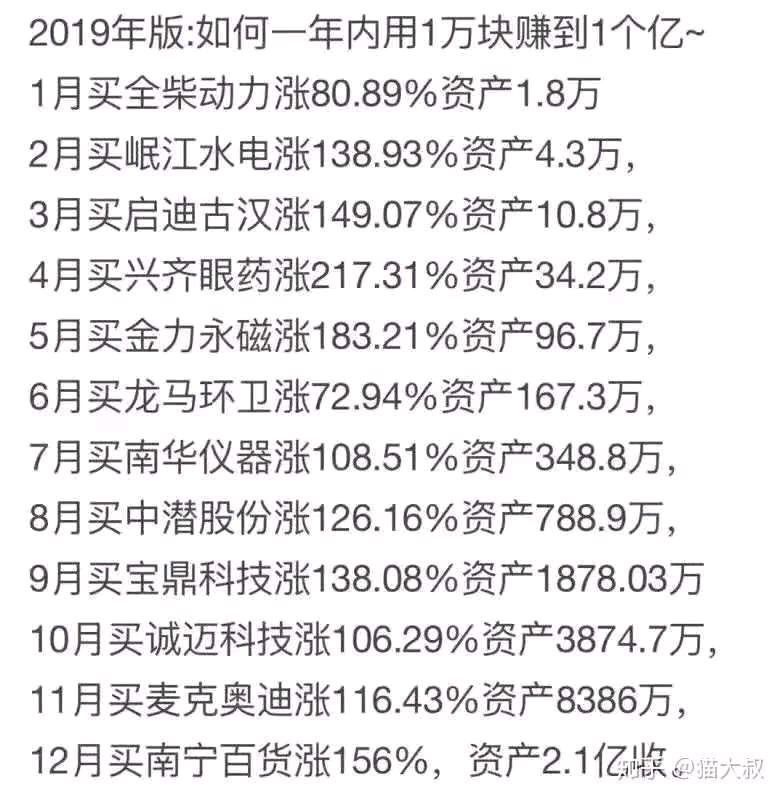 2019年版:如何一年内用1万块赚到1个亿~
1月买全柴动力涨80.89%资产1.8万
2月买岷江水电涨138.93%资产4.3万,
3月买启迪古汉涨149.07%资产10.8万,
4月买兴齐眼药涨217.31%资产34.2万,
5月买金力永磁涨183.21%资产96.7万,
6月买龙马环卫涨72.94%资产167.3万,
7月买南华仪器涨108.51%资产348.8万,
8月买中潜股份涨126.16%资产788.9万,
9月买宝鼎科技涨138.08%资产1878.03万
10月买诚迈科技涨106.29%资产3874.7万,
11月买麦克奥迪涨116.43%资产8386万,
12月买南宁百货涨156%，资产2.1亿收。
知乎 @猫大叔